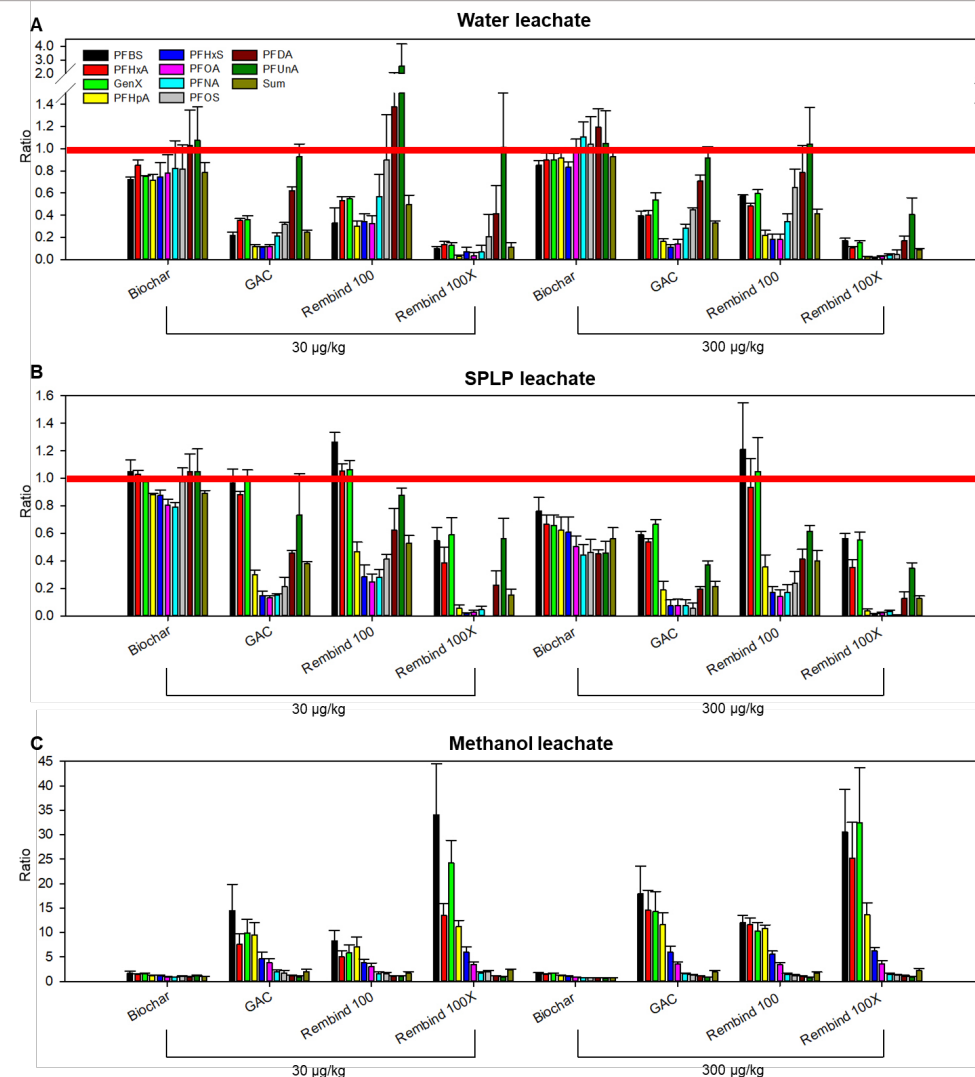 A
Water leachate
4.0
3.0
2.0
1.4
1.2
1.0
0.8
0.6
0.4
0.2
0.0
Ratio
PFBS PFHxS PFDA
PFHxA PFOA PFUnA
GenX PFNA Sum
PFHpA PFOS
Biochar GAC Rembind 100 Rembind 100X Biochar GAC Rembind 100 Rembind 100X
30 µg/kg 300 µg/kg
B
SPLP leachate
1.6
1.4
1.2
1.0
0.8
0.6
0.4
0.2
0.0
Ratio
Biochar GAC Rembind 100 Rembind 100X Biochar GAC Rembind 100 Rembind 100X
30 µg/kg 300 µg/kg
C
Methanol leachate
45
40
35
30
25
20
15
10
5
0
Ratio
Biochar GAC Rembind 100 Rembind 100X Biochar GAC Rembind 100 Rembind 100X
30 µg/kg 300 µg/kg